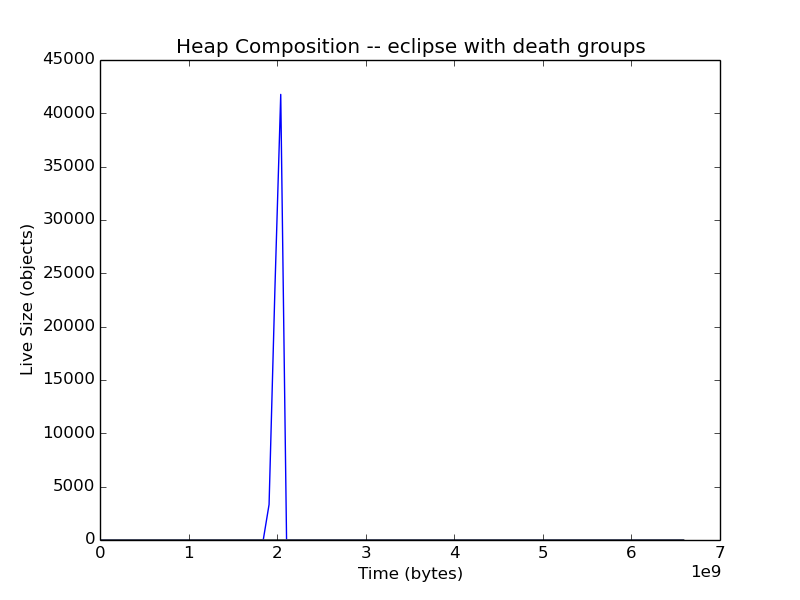 Heap Composition -- eclipse with death groups
45000
40000
35000
30000
25000
20000
15000
10000
5000
0
Live Size (objects)
0 1 2 3 4 5 6 7
1e9
Time (bytes)